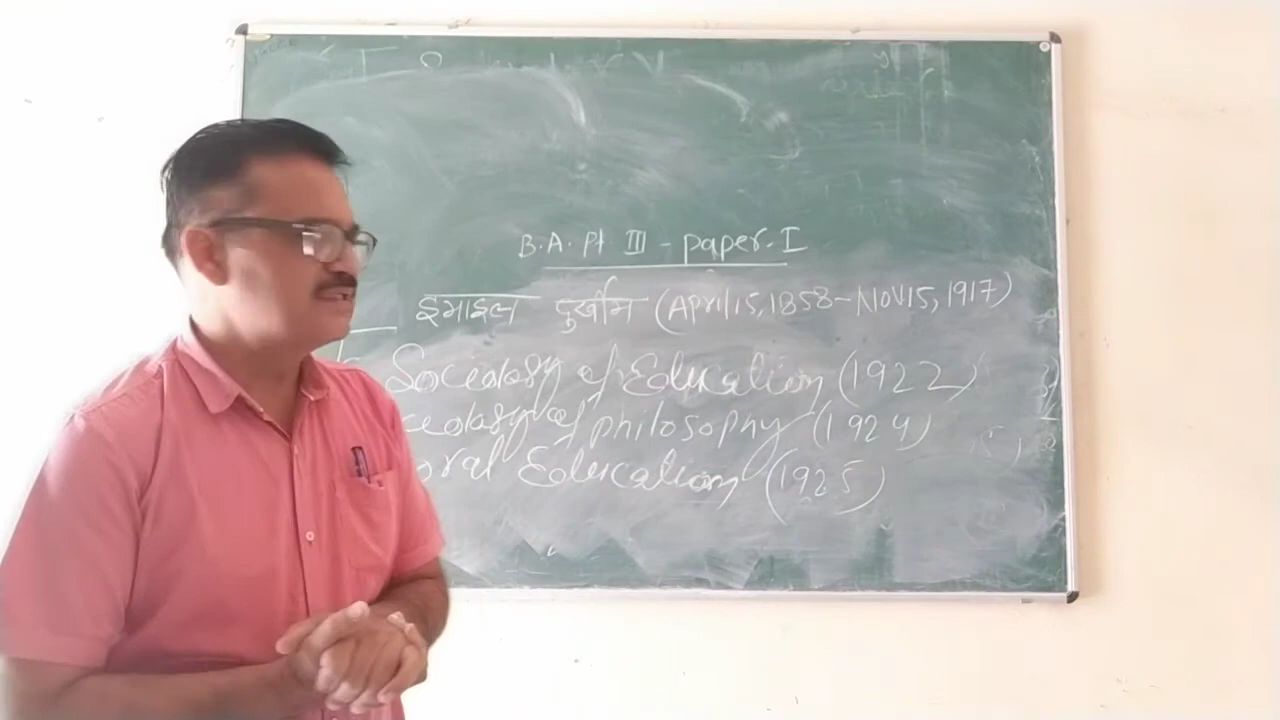 B.A. Pt. III - paper-I
इमाइल दुर्खीम (April 15, 1858 - Nov 15, 1917)
Sociology of Education (1922)
of philosophy (1924)
Education (1925)